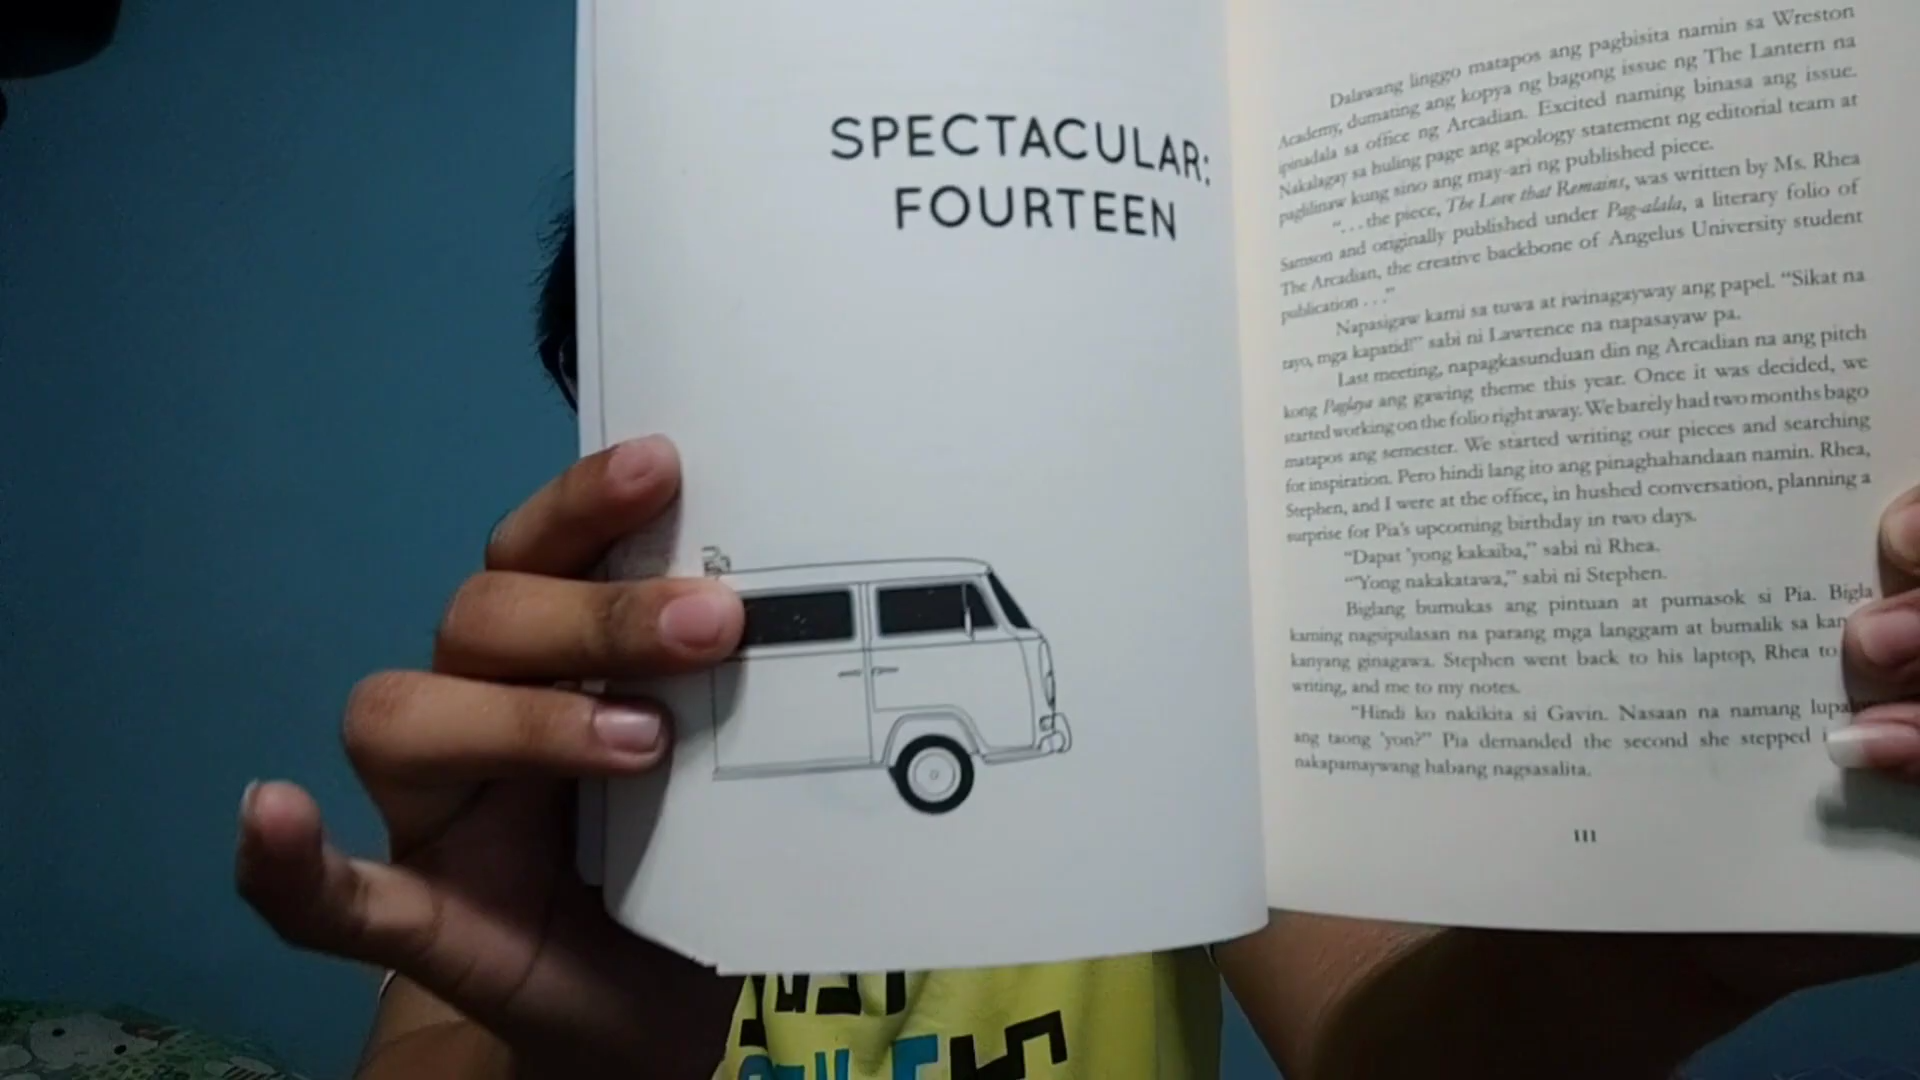 SPECTACULAR:
FOURTEEN
Dalawang linggo matapos ang pagbisita namin sa Wreston
Academy, dumating ang kopya ng bagong issue ng The Lantern na
ipinadala sa office ng Arcadian. Excited naming binasa ang issue.
Nakalagay sa huling page ang apology statement ng editorial team at
paglilinaw kung sino ang may-ari ng published piece.
“. . . the piece, The Love that Remains, was written by Ms. Rhea
Samson and originally published under Pag-alala, a literary folio of
The Arcadian, the creative backbone of Angelus University student
publication . . .”
Napasigaw kami sa tuwa at iwinagayway ang papel. “Sikat na
tayo, mga kapatid!” sabi ni Lawrence na napasayaw pa.
Last meeting, napagkasunduan din ng Arcadian na ang pitch
kong Paglaya ang gawing theme this year. Once it was decided, we
started working on the folio right away. We barely had two months bago
matapos ang semester. We started writing our pieces and searching
for inspiration. Pero hindi lang ito ang pinaghahandaan namin. Rhea,
Stephen, and I were at the office, in hushed conversation, planning a
surprise for Pia’s upcoming birthday in two days.
“Dapat ’yong kakaiba,” sabi ni Rhea.
“’Yong nakakatawa,” sabi ni Stephen.
Biglang bumukas ang pintuan at pumasok si Pia. Bigla
kaming nagsipulasan na parang mga langgam at bumalik sa kan
kanyang ginagawa. Stephen went back to his laptop, Rhea to
writing, and me to my notes.
“Hindi ko nakikita si Gavin. Nasaan na namang
ang taong ’yon?” Pia demanded the second she stepped
nakapamaywang habang nagsasalita.
111